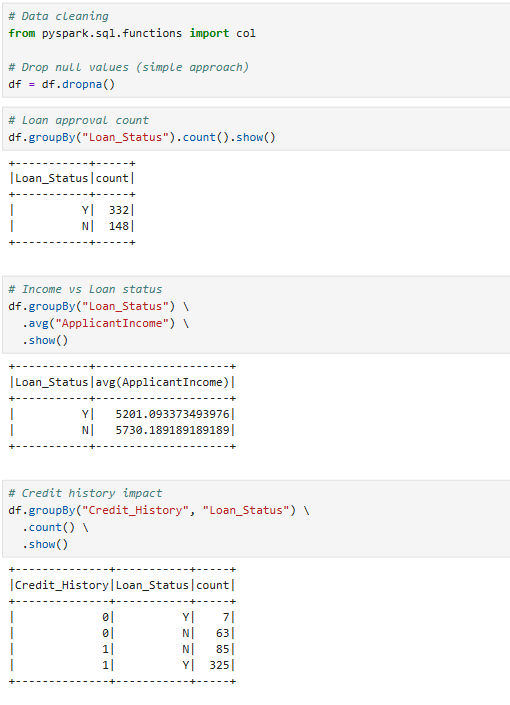 # Data cleaning
from pyspark.sql.functions import col
# Drop null values (simple approach)
df = df.dropna()
# Loan approval count
df.groupBy("Loan_Status").count().show()
+-----------+-----+
|Loan_Status|count|
+-----------+-----+
|          Y|  332|
|          N|  148|
+-----------+-----+
# Income vs Loan status
df.groupBy("Loan_Status") \
  .avg("ApplicantIncome") \
  .show()
+-----------+--------------------+
|Loan_Status|avg(ApplicantIncome)|
+-----------+--------------------+
|          Y|   5201.093373493976|
|          N|   5730.189189189189|
+-----------+--------------------+
# Credit history impact
df.groupBy("Credit_History", "Loan_Status") \
  .count() \
  .show()
+--------------+-----------+-----+
|Credit_History|Loan_Status|count|
+--------------+-----------+-----+
|             0|          Y|    7|
|             0|          N|   63|
|             1|          N|   85|
|             1|          Y|  325|
+--------------+-----------+-----+